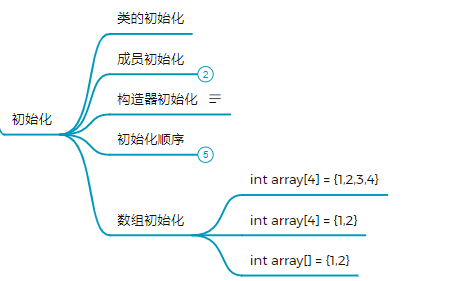 类的初始化
成员初始化
2
构造器初始化
初始化
初始化顺序
5
int array[4] = {1,2,3,4}
数组初始化
int array[4] = {1,2}
int array[] = {1,2}